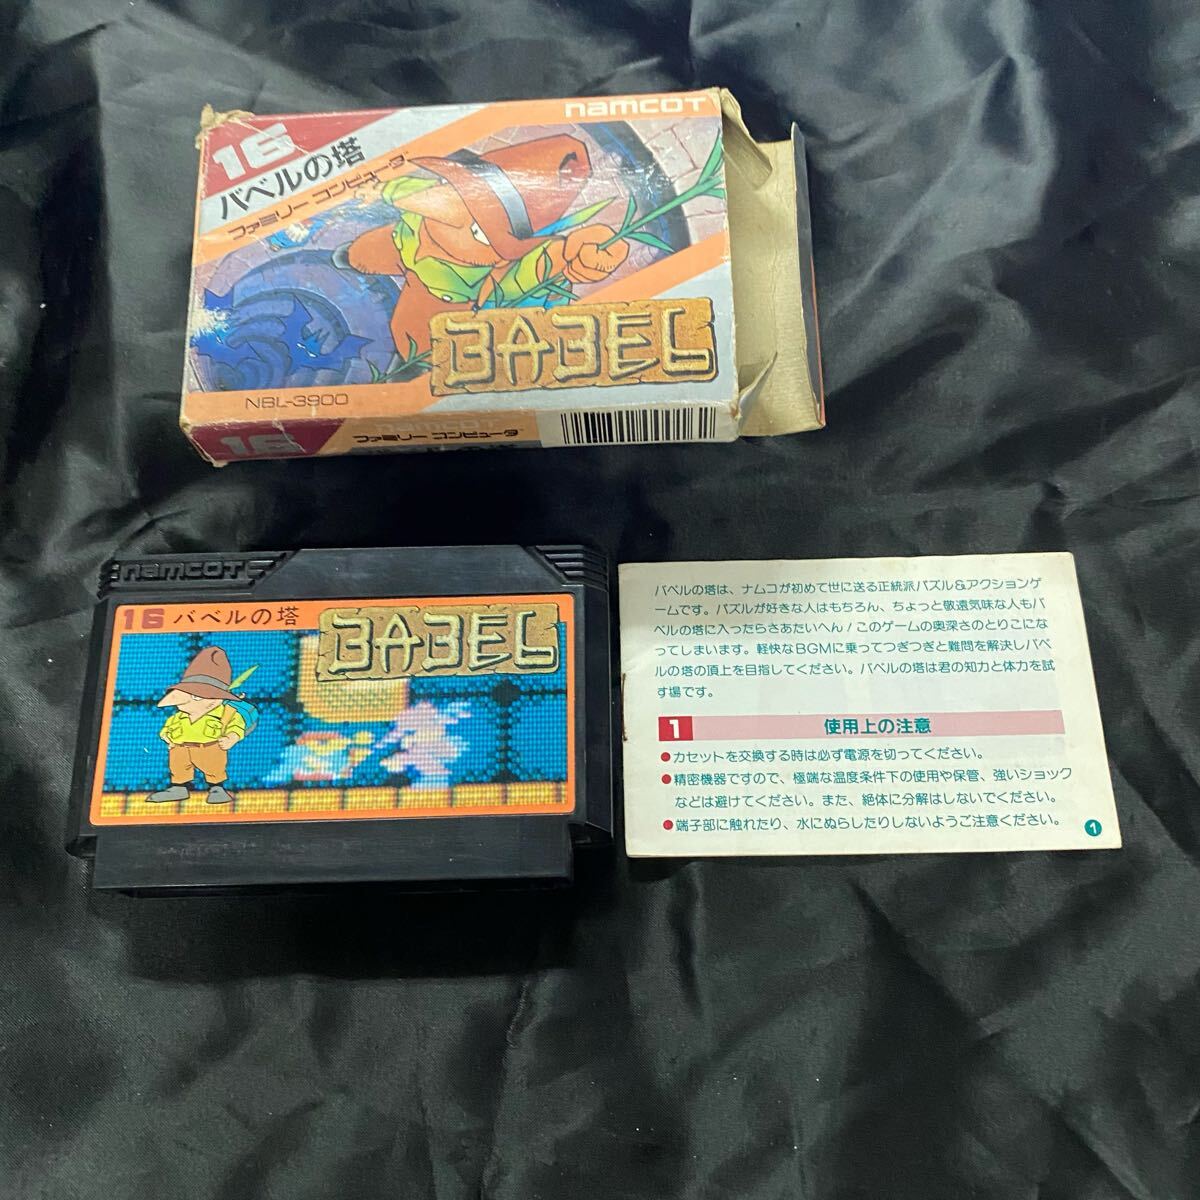 namcot
16
バベルの塔
ファミリーコンピュータ
BABEL
NBL-3900
namcot
16
ファミリーコンピュータ
namcot
16 バベルの塔
BABEL
バベルの塔は、ナムコが初めて世に送る正統派パズル&アクションゲ
ームです。パズルが好きな人はもちろん、ちょっと敬遠気味な人もバ
ベルの塔に入ったらさあたいへん!このゲームの奥深さのとりこにな
ってしまいます。軽快なBGMに乗ってつぎつぎと難問を解決しバベ
ルの塔の頂上を目指してください。バベルの塔は君の知力と体力を試
す場です。
1 使用上の注意
●カセットを交換する時は必ず電源を切ってください。
●精密機器ですので、極端な温度条件下の使用や保管、強いショック
などは避けてください。また、絶対に分解はしないでください。
●端子部に触れたり、水にぬらしたりしないようご注意ください。
1